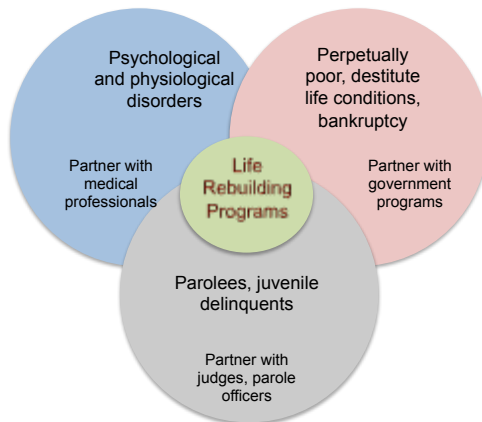 Psychological
and physiological
disorders
Partner with
medical
professionals
Perpetually
poor, destitute
life conditions,
bankruptcy
Partner with
government
programs
Life
Rebuilding
Programs
Parolees, juvenile
delinquents
Partner with
judges, parole
officers